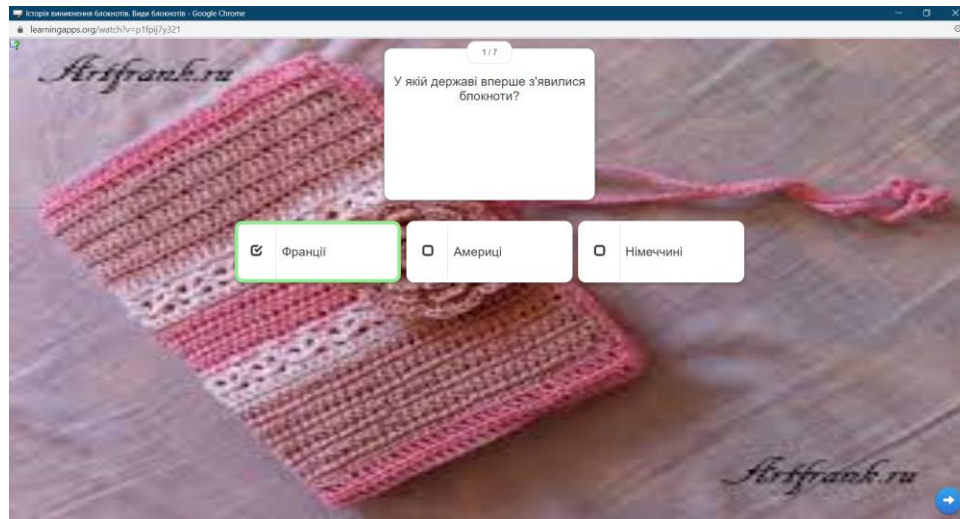 Історія виникнення блокнотів. Види блокнотів - Google Chrome
learningapps.org/watch?v=p1fpij7y321
Artfrank.ru
1/7
У якій державі вперше з'явилися
блокноти?
Франції
Америці
Німеччині
Artfrank.ru